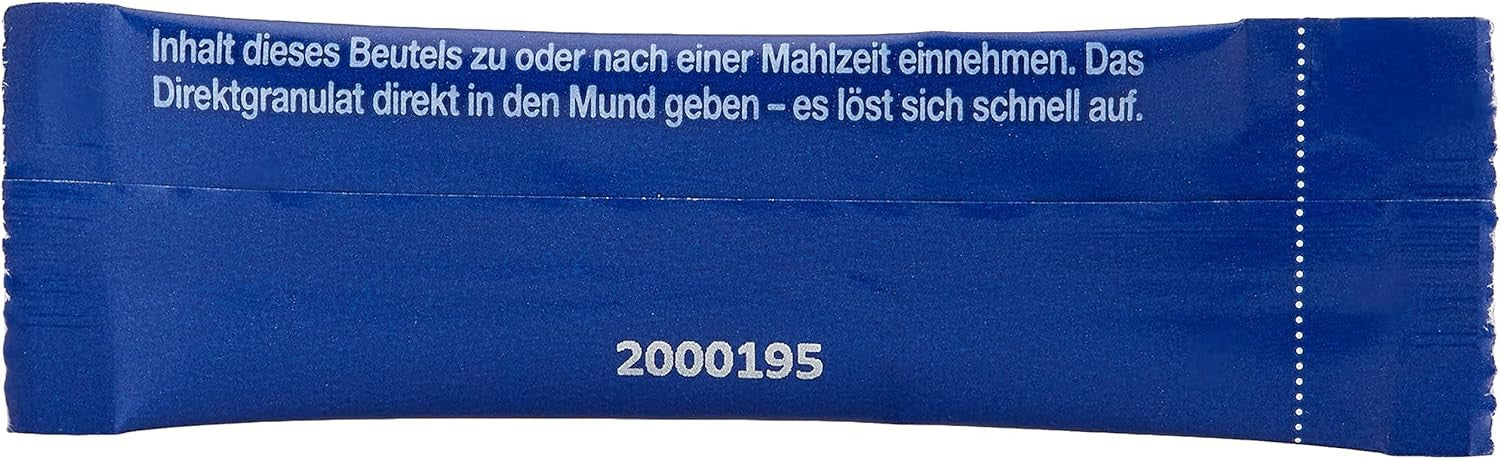 Inhalt dieses Beutels zu oder nach einer Mahlzeit einnehmen. Das
Direktgranulat direkt in den Mund geben – es löst sich schnell auf.
2000195